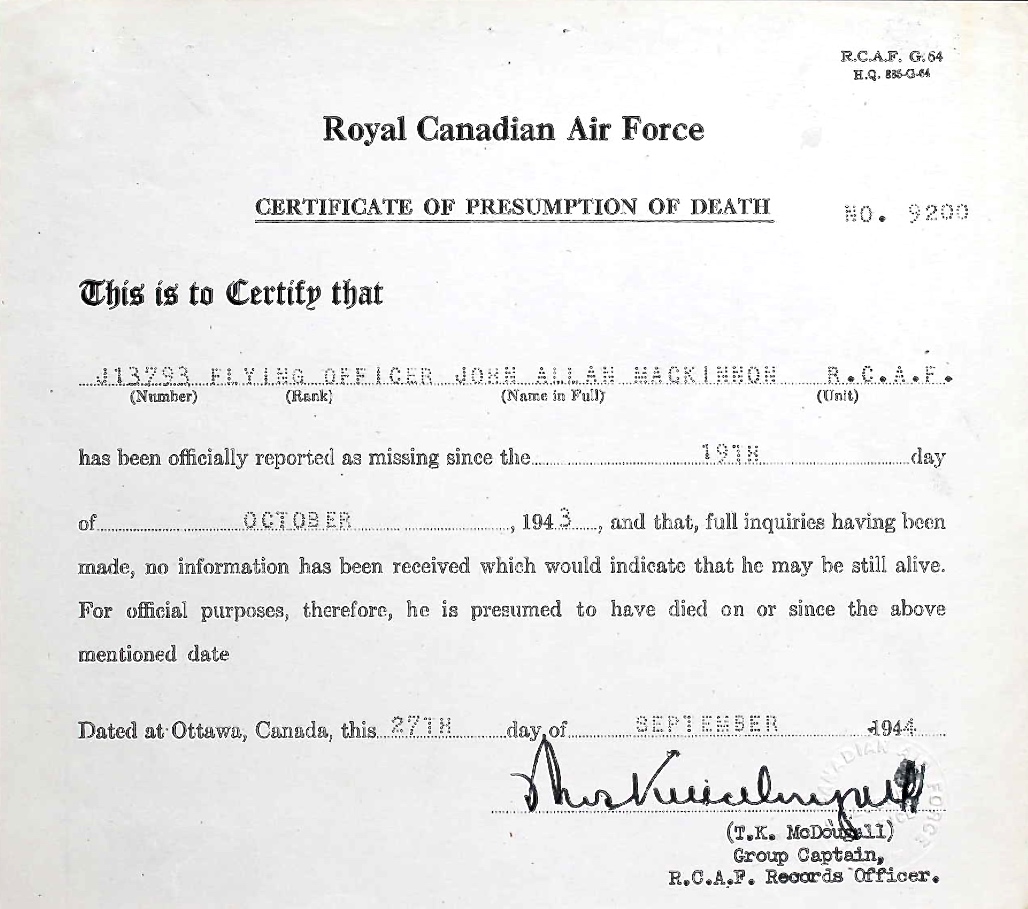 R.C.A.F. G. 64
H.Q. 885-G-64
Royal Canadian Air Force
CERTIFICATE OF PRESUMPTION OF DEATH
NO. 9200
This is to Certify that
J13793 FLYING OFFICER JOHN ALLAN MACKINNON R.C.A.F.
(Number) (Rank) (Name in Full) (Unit)
has been officially reported as missing since the 19TH day
of OCTOBER, 1943, and that, full inquiries having been
made, no information has been received which would indicate that he may be still alive.
For official purposes, therefore, he is presumed to have died on or since the above
mentioned date
Dated at Ottawa, Canada, this 27TH day of SEPTEMBER 1944
CANADIAN AIR FORCE
(T.K. McDougall)
Group Captain,
R.C.A.F. Records Officer.